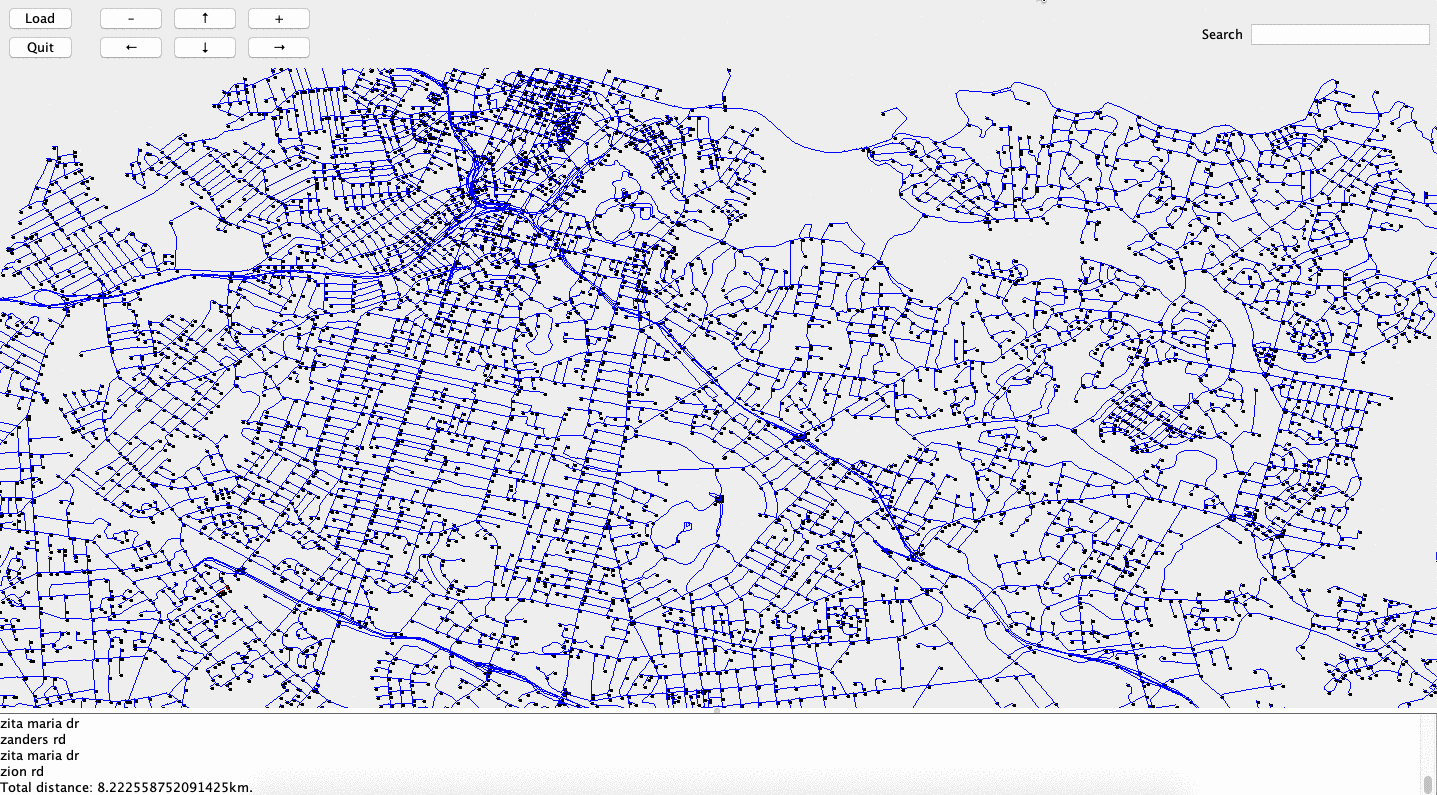 Load - ↑ +
Quit ← ↓ →
Search
zita maria dr
zanders rd
zita maria dr
zion rd
Total distance: 8.222558752091425km.